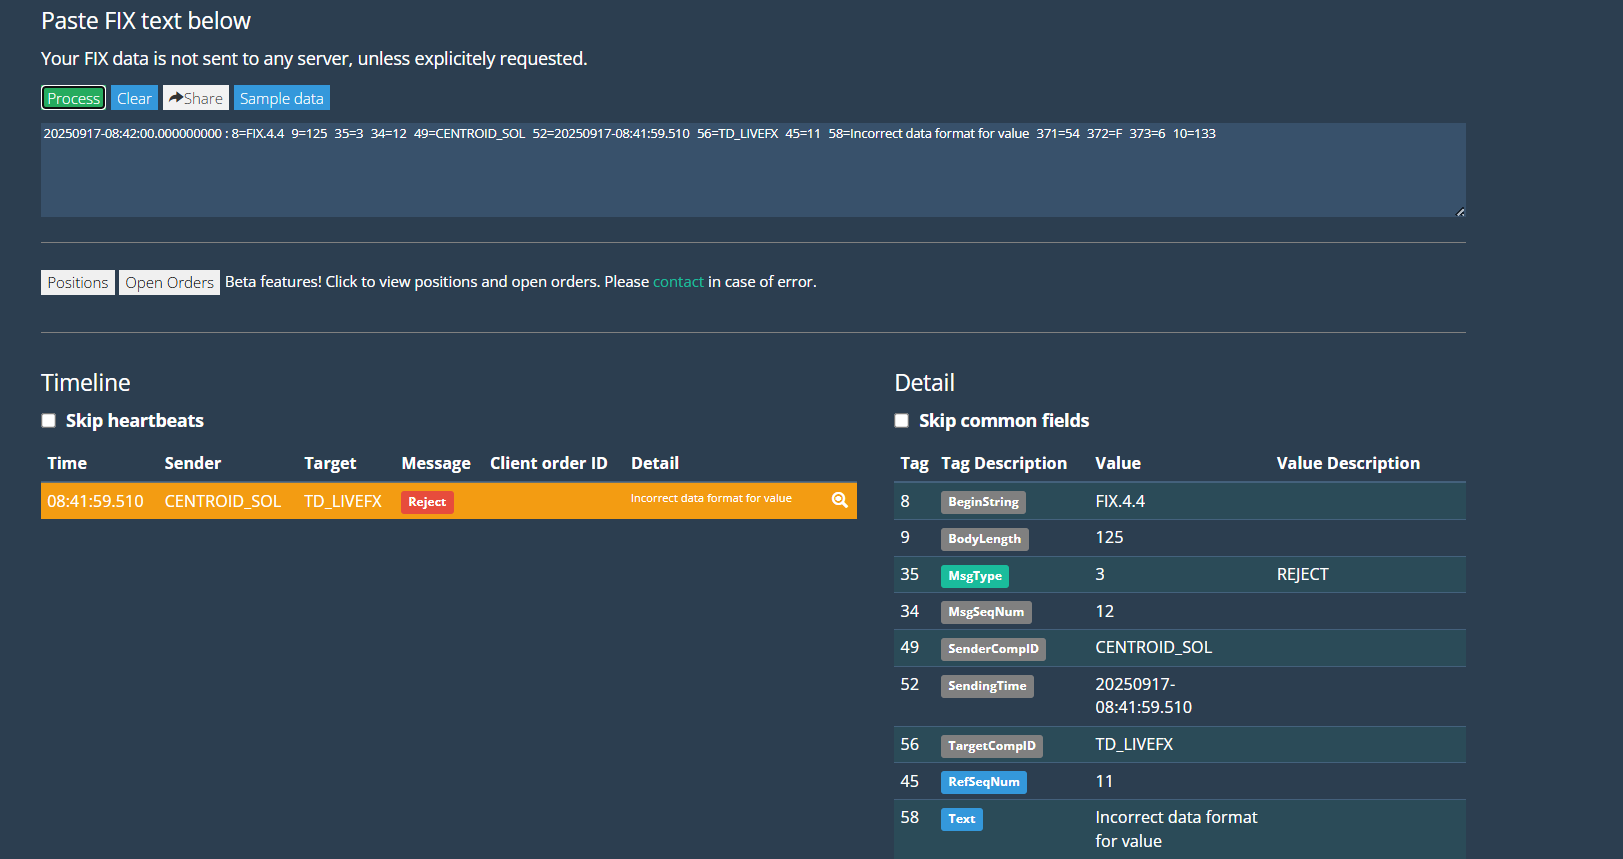 Paste FIX text below
Your FIX data is not sent to any server, unless explicitely requested.
Process Clear Share Sample data
20250917-08:42:00.000000000 : 8=FIX.4.4 9=125 35=3 34=12 49=CENTROID_SOL 52=20250917-08:41:59.510 56=TD_LIVEFX 45=11 58=Incorrect data format for value 371=54 372=F 373=6 10=133
Positions Open Orders Beta features! Click to view positions and open orders. Please contact in case of error.
Timeline
Skip heartbeats
Time Sender Target Message Client order ID Detail
08:41:59.510 CENTROID_SOL TD_LIVEFX Reject Incorrect data format for value
Detail
Skip common fields
Tag Tag Description Value Value Description
8 BeginString FIX.4.4
9 BodyLength 125
35 MsgType 3 REJECT
34 MsgSeqNum 12
49 SenderCompID CENTROID_SOL
52 SendingTime 20250917-
08:41:59.510
56 TargetCompID TD_LIVEFX
45 RefSeqNum 11
58 Text Incorrect data format
for value